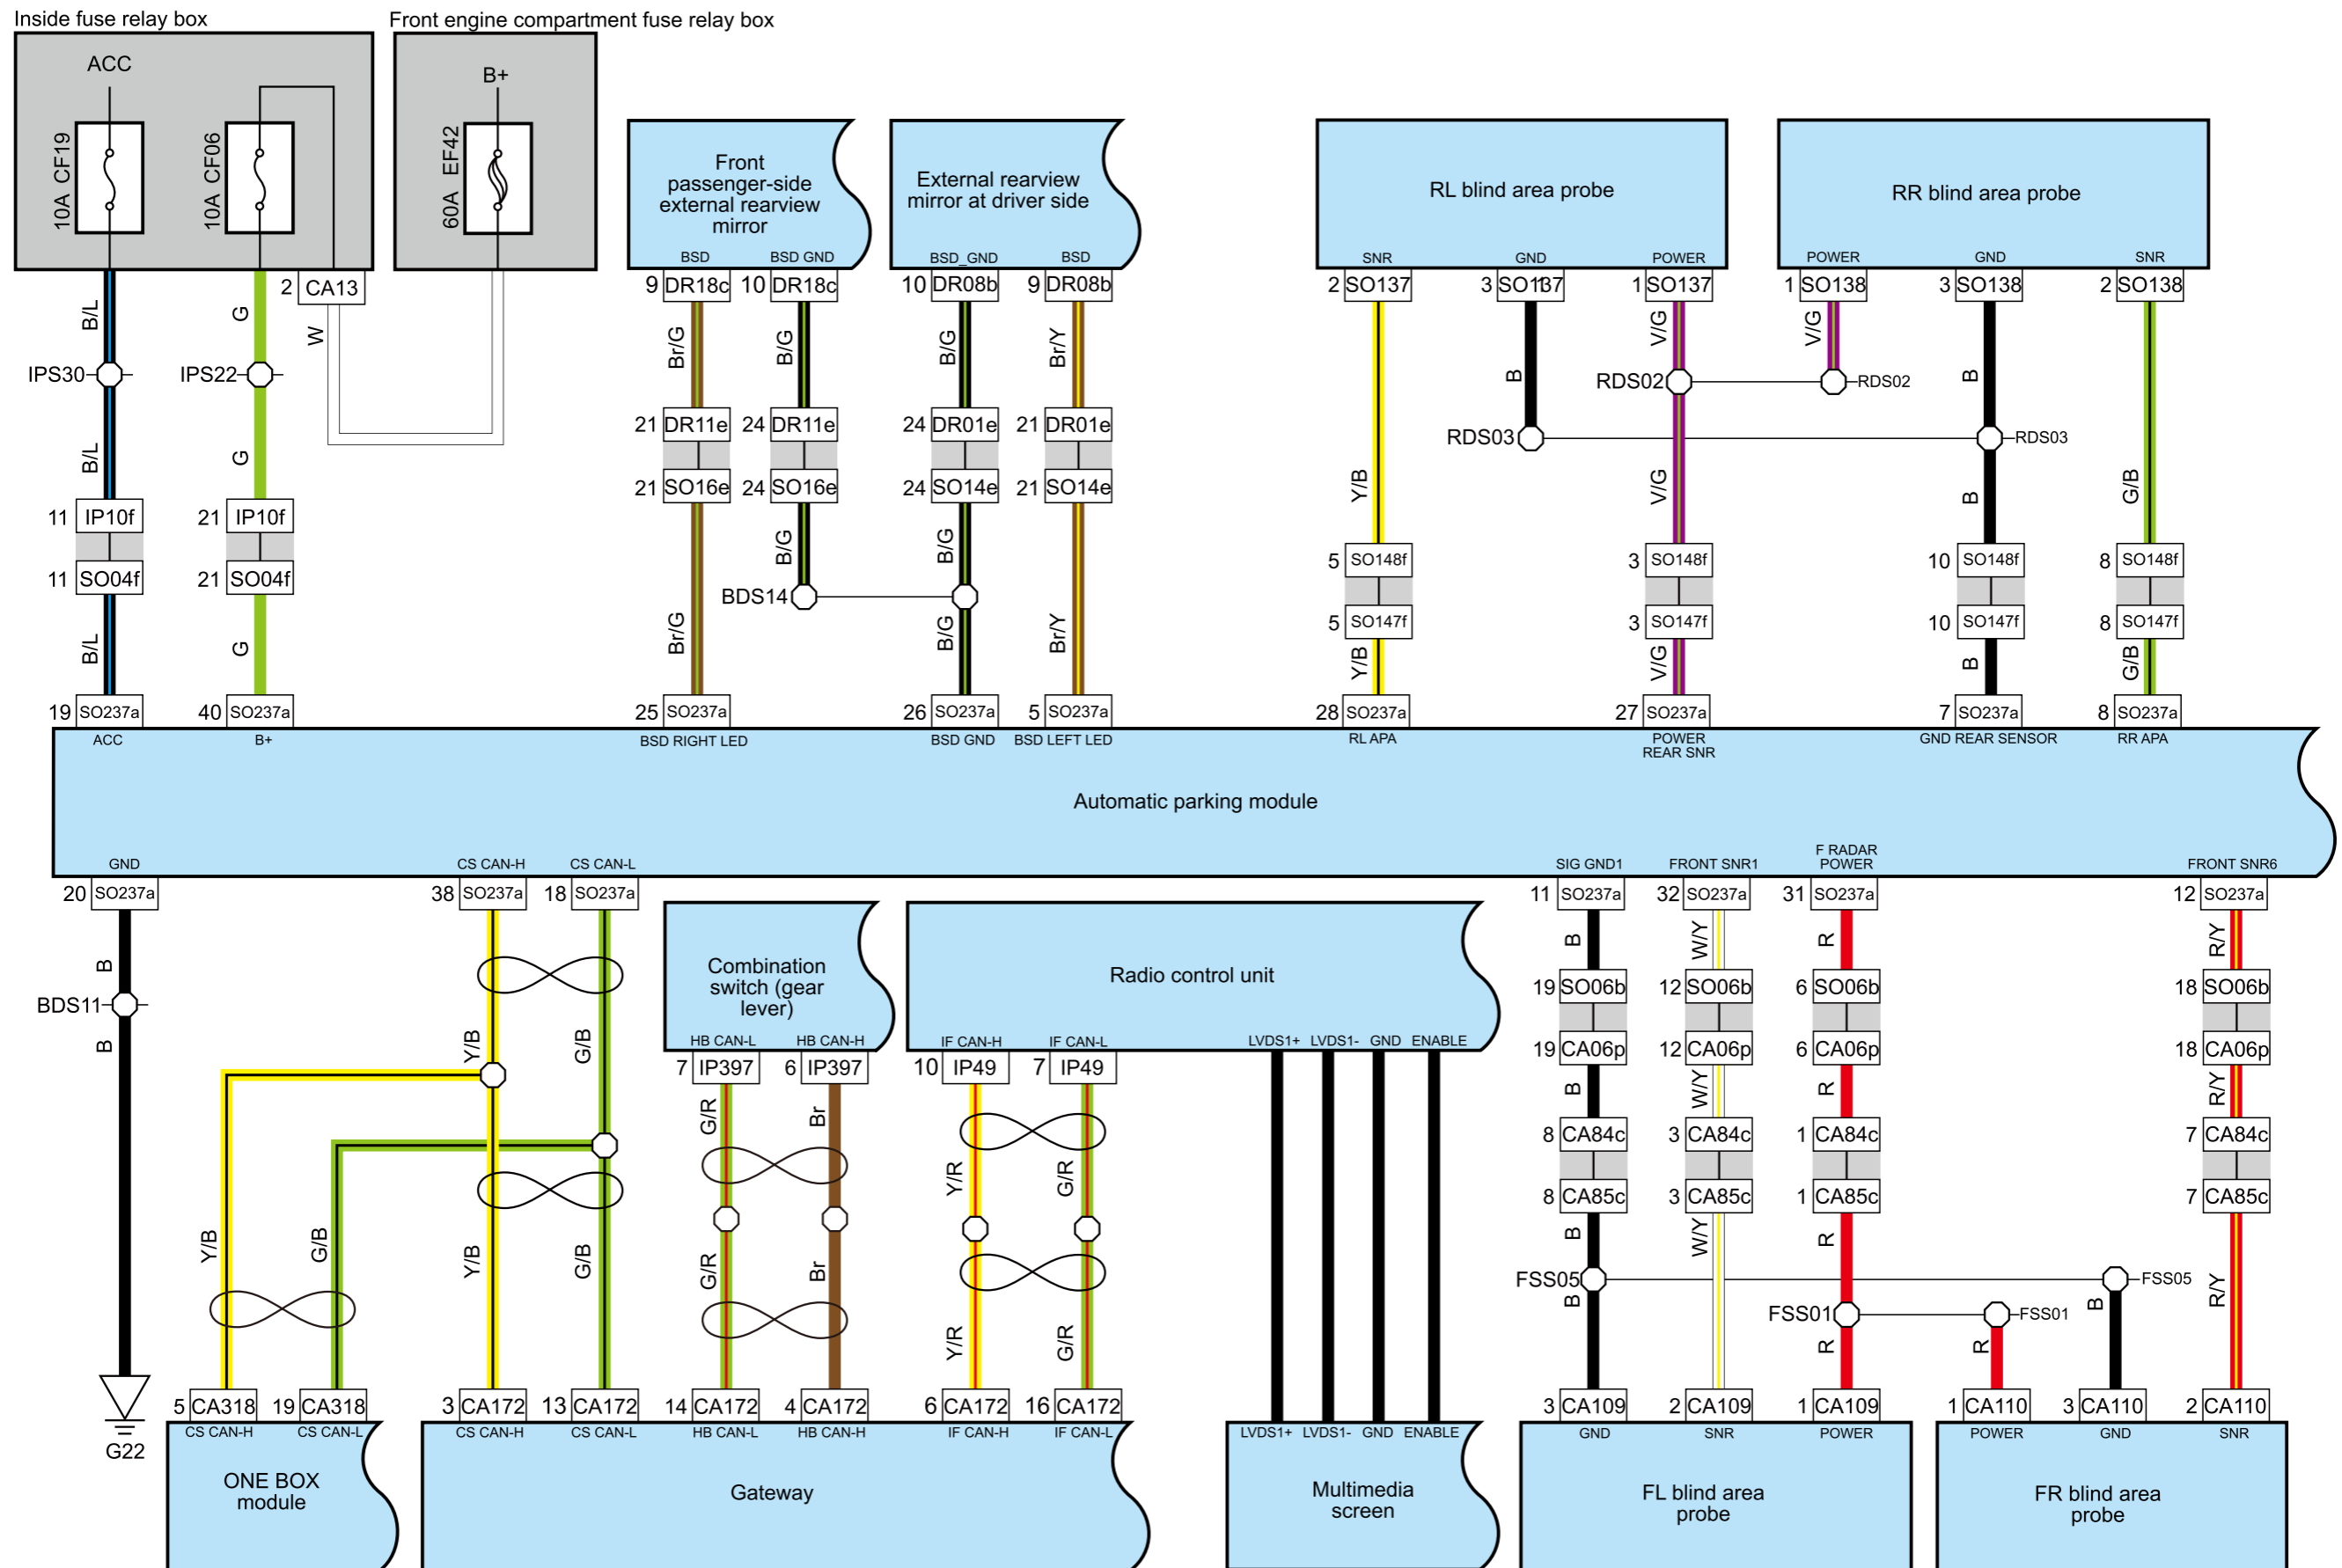 Inside fuse relay box
Front engine compartment fuse relay box
ACC
B+
10A CF19
10A CF06
60A EF42
2 CA13
W
B/L
G
IPS30
IPS22
B/L
G
11 IP10f
21 IP10f
11 SO04f
21 SO04f
B/L
G
19 SO237a
40 SO237a
Front
passenger-side
external rearview
mirror
BSD
BSD GND
9 DR18c
10 DR18c
Br/G
B/G
21 DR11e
24 DR11e
21 SO16e
24 SO16e
B/G
BDS14
Br/G
25 SO237a
External rearview
mirror at driver side
BSD_GND
BSD
10 DR08b
9 DR08b
B/G
Br/Y
24 DR01e
21 DR01e
24 SO14e
21 SO14e
B/G
B/G
Br/Y
26 SO237a
5 SO237a
RL blind area probe
SNR
GND
POWER
2 SO137
3 SO137
1 SO137
B
V/G
RDS02
RDS03
Y/B
V/G
5 SO148f
3 SO148f
5 SO147f
3 SO147f
Y/B
V/G
28 SO237a
27 SO237a
RR blind area probe
POWER
GND
SNR
1 SO138
3 SO138
2 SO138
V/G
B
RDS02
RDS03
B
G/B
10 SO148f
8 SO148f
10 SO147f
8 SO147f
B
G/B
7 SO237a
8 SO237a
ACC
B+
BSD RIGHT LED
BSD GND
BSD LEFT LED
RL APA
POWER
REAR SNR
GND REAR SENSOR
RR APA
Automatic parking module
GND
CS CAN-H
CS CAN-L
SIG GND1
FRONT SNR1
F RADAR
POWER
FRONT SNR6
20 SO237a
38 SO237a
18 SO237a
11 SO237a
32 SO237a
31 SO237a
12 SO237a
B
BDS11
B
G22
Y/B
G/B
Y/B
G/B
Y/B
G/B
5 CA318
19 CA318
3 CA172
13 CA172
CS CAN-H
CS CAN-L
ONE BOX
module
Combination
switch (gear
lever)
HB CAN-L
HB CAN-H
7 IP397
6 IP397
G/R
Br
G/R
Br
14 CA172
4 CA172
Radio control unit
IF CAN-H
IF CAN-L
LVDS1+
LVDS1-
GND
ENABLE
10 IP49
7 IP49
Y/R
G/R
Y/R
G/R
6 CA172
16 CA172
CS CAN-H
CS CAN-L
HB CAN-L
HB CAN-H
IF CAN-H
IF CAN-L
Gateway
LVDS1+
LVDS1-
GND
ENABLE
Multimedia
screen
B
W/Y
R
R/Y
19 SO06b
12 SO06b
6 SO06b
18 SO06b
19 CA06p
12 CA06p
6 CA06p
18 CA06p
B
W/Y
R
R/Y
8 CA84c
3 CA84c
1 CA84c
7 CA84c
8 CA85c
3 CA85c
1 CA85c
7 CA85c
B
W/Y
R
FSS05
FSS05
B
B
R/Y
FSS01
FSS01
R
R
3 CA109
2 CA109
1 CA109
1 CA110
3 CA110
2 CA110
GND
SNR
POWER
FL blind area
probe
POWER
GND
SNR
FR blind area
probe